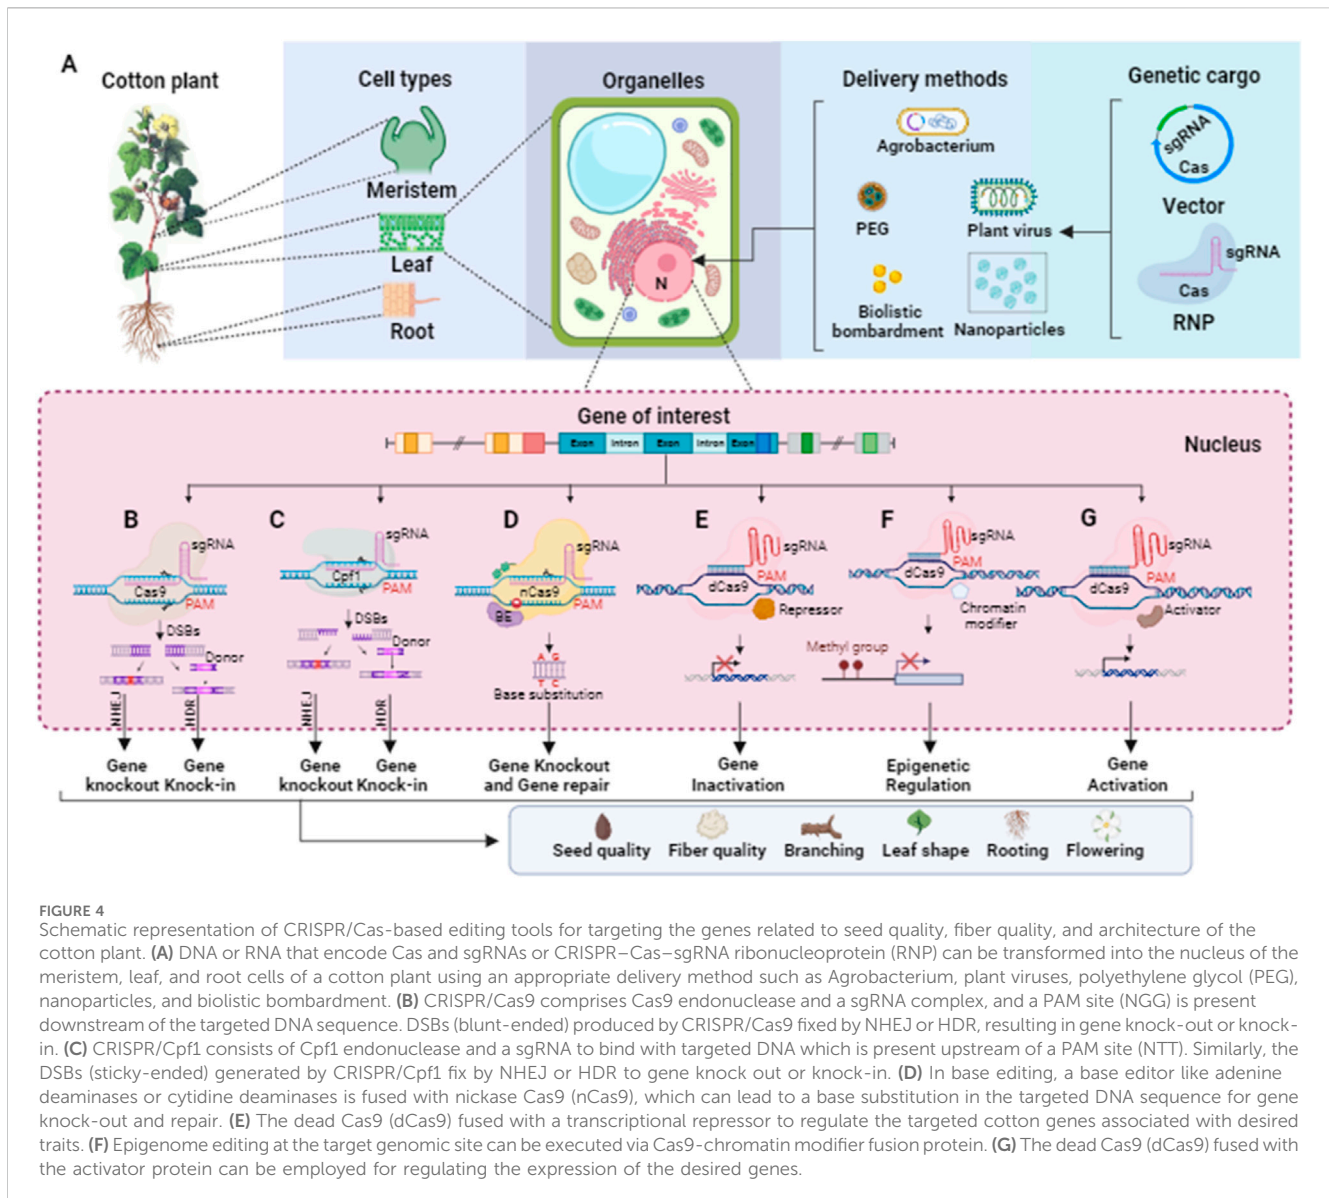 A
Cotton plant
Cell types
Organelles
Delivery methods
Genetic cargo
Meristem
Leaf
Root
N
Agrobacterium
PEG
Plant virus
Biolistic
bombardment
Nanoparticles
sgRNA
Cas
Vector
sgRNA
Cas
RNP
Gene of interest
Nucleus
Exon
Intron
Exon
Intron
Exon
B
sgRNA
Cas9
PAM
DSBs
Donor
NHEJ
HDR
C
sgRNA
Cpf1
PAM
DSBs
Donor
NHEJ
HDR
D
sgRNA
nCas9
BE
PAM
A G
T C
Base substitution
E
sgRNA
PAM
dCas9
Repressor
F
sgRNA
PAM
dCas9
Chromatin
modifier
Methyl group
G
sgRNA
PAM
dCas9
Activator
Gene
knockout
Gene
Knock-in
Gene
knockout
Gene
Knock-in
Gene Knockout
and Gene repair
Gene
Inactivation
Epigenetic
Regulation
Gene
Activation
Seed quality
Fiber quality
Branching
Leaf shape
Rooting
Flowering
FIGURE 4
Schematic representation of CRISPR/Cas-based editing tools for targeting the genes related to seed quality, fiber quality, and architecture of the
cotton plant. (A) DNA or RNA that encode Cas and sgRNAs or CRISPR–Cas–sgRNA ribonucleoprotein (RNP) can be transformed into the nucleus of the
meristem, leaf, and root cells of a cotton plant using an appropriate delivery method such as Agrobacterium, plant viruses, polyethylene glycol (PEG),
nanoparticles, and biolistic bombardment. (B) CRISPR/Cas9 comprises Cas9 endonuclease and a sgRNA complex, and a PAM site (NGG) is present
downstream of the targeted DNA sequence. DSBs (blunt-ended) produced by CRISPR/Cas9 fixed by NHEJ or HDR, resulting in gene knock-out or knock-
in. (C) CRISPR/Cpf1 consists of Cpf1 endonuclease and a sgRNA to bind with targeted DNA which is present upstream of a PAM site (NTT). Similarly, the
DSBs (sticky-ended) generated by CRISPR/Cpf1 fix by NHEJ or HDR to gene knock out or knock-in. (D) In base editing, a base editor like adenine
deaminases or cytidine deaminases is fused with nickase Cas9 (nCas9), which can lead to a base substitution in the targeted DNA sequence for gene
knock-out and repair. (E) The dead Cas9 (dCas9) fused with a transcriptional repressor to regulate the targeted cotton genes associated with desired
traits. (F) Epigenome editing at the target genomic site can be executed via Cas9-chromatin modifier fusion protein. (G) The dead Cas9 (dCas9) fused with
the activator protein can be employed for regulating the expression of the desired genes.